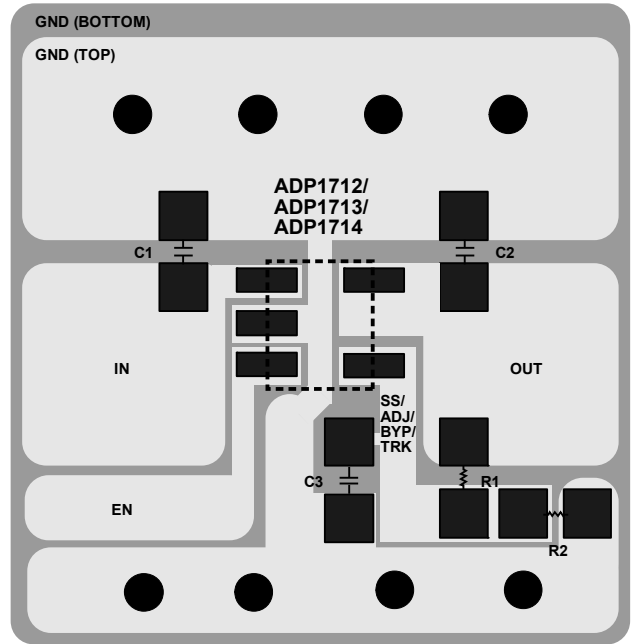 GND (BOTTOM)
GND (TOP)
ADP1712/
ADP1713/
ADP1714
C1
C2
IN
OUT
SS/
ADJ/
BYP/
TRK
C3
R1
EN
R2